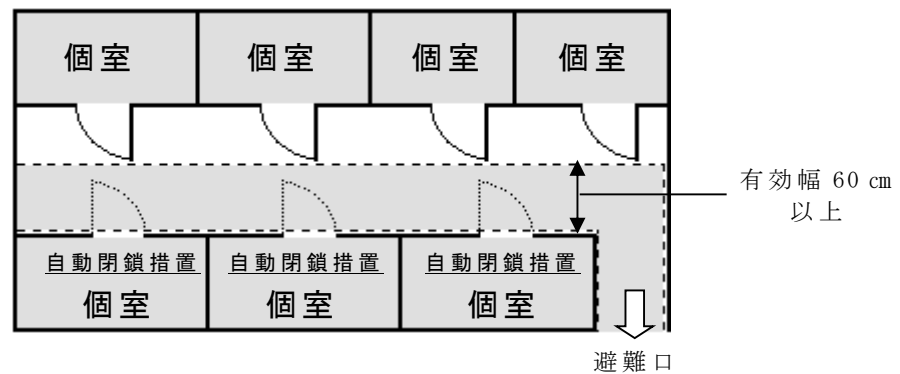 個室 個室 個室 個室
有効幅 60 ㎝
以上
自動閉鎖措置 自動閉鎖措置 自動閉鎖措置
個室 個室 個室
避難口